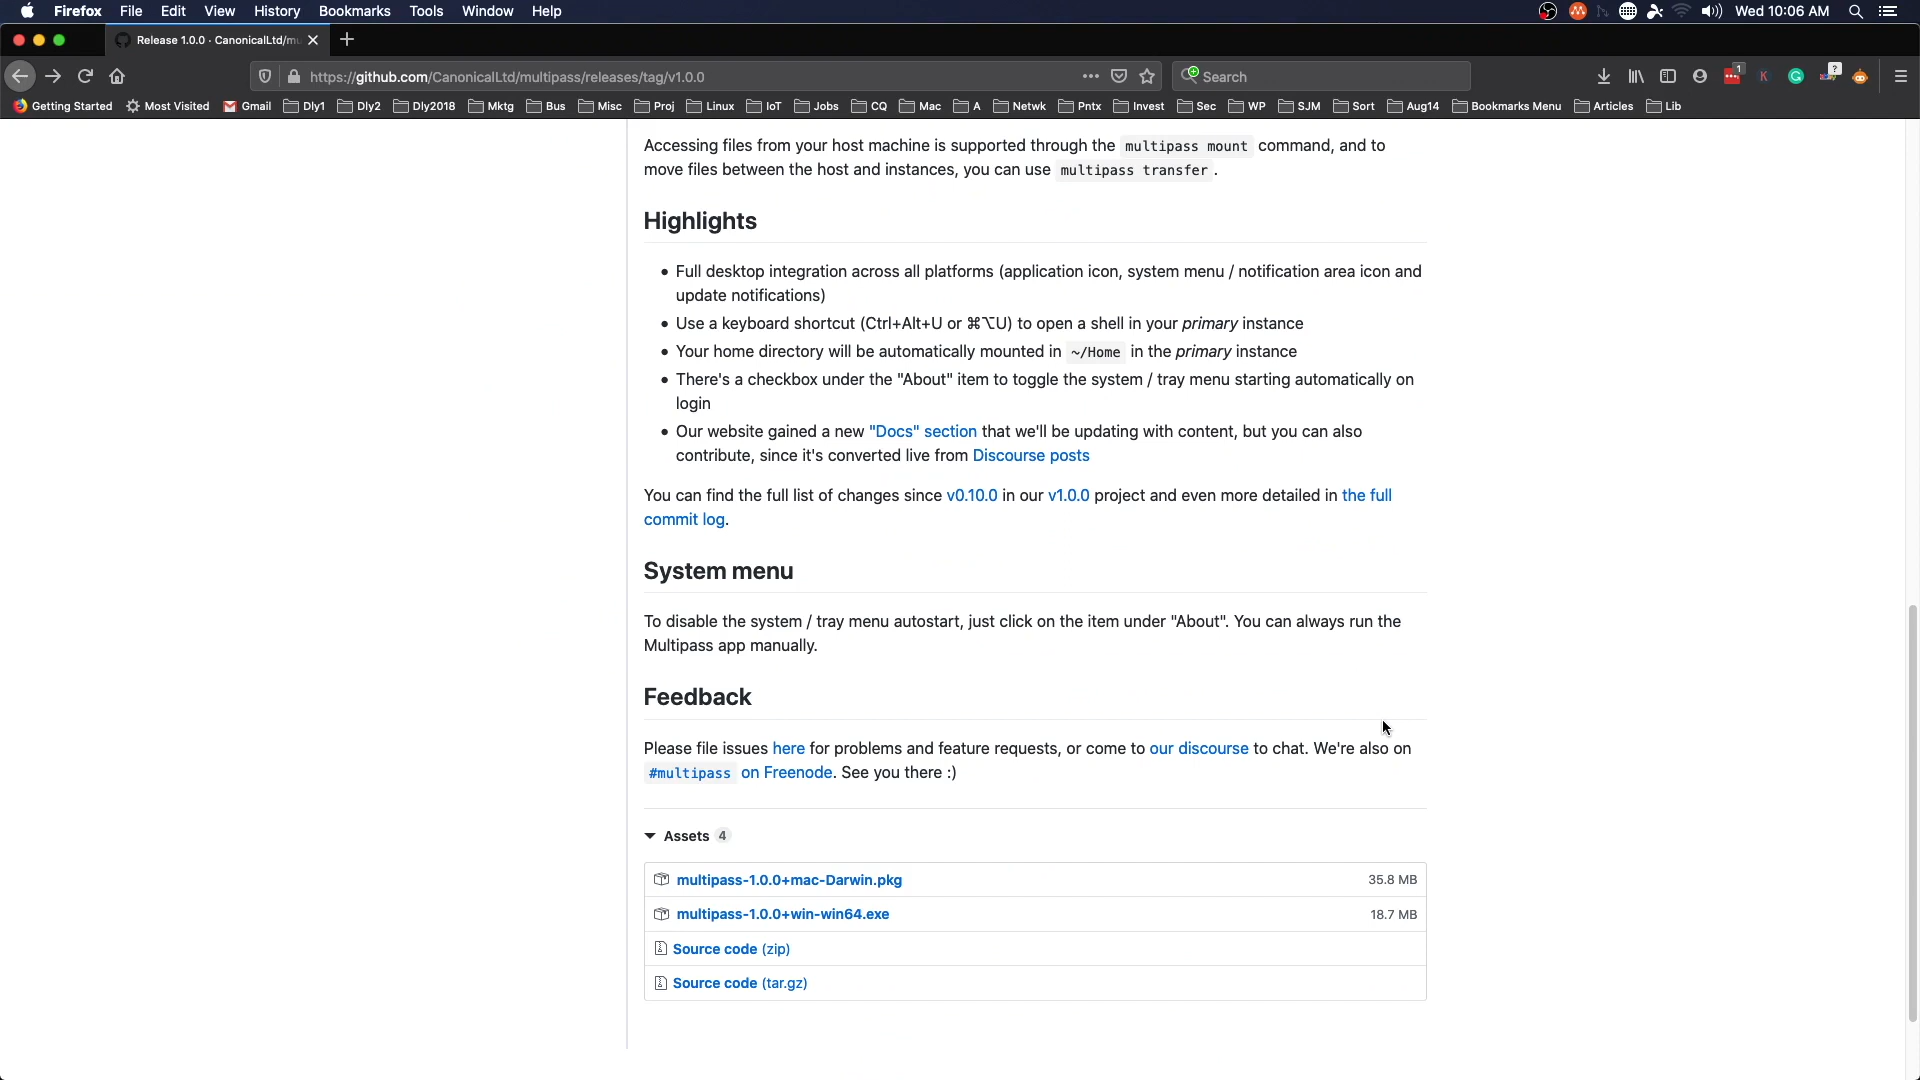 Firefox File Edit View History Bookmarks Tools Window Help Wed 10:06 AM
Release 1.0.0 · CanonicalLtd/mu
https://github.com/CanonicalLtd/multipass/releases/tag/v1.0.0 Search 1 K ?
Getting Started Most Visited Gmail Dly1 Dly2 Dly2018 Mktg Bus Misc Proj Linux IoT Jobs CQ Mac A Netwk Pntx Invest Sec WP SJM Sort Aug14 Bookmarks Menu Articles Lib
Accessing files from your host machine is supported through the multipass mount command, and to
move files between the host and instances, you can use multipass transfer .
Highlights
• Full desktop integration across all platforms (application icon, system menu / notification area icon and
update notifications)
• Use a keyboard shortcut (Ctrl+Alt+U or ⌘⌥U) to open a shell in your primary instance
• Your home directory will be automatically mounted in ~/Home in the primary instance
• There's a checkbox under the "About" item to toggle the system / tray menu starting automatically on
login
• Our website gained a new "Docs" section that we'll be updating with content, but you can also
contribute, since it's converted live from Discourse posts
You can find the full list of changes since v0.10.0 in our v1.0.0 project and even more detailed in the full
commit log.
System menu
To disable the system / tray menu autostart, just click on the item under "About". You can always run the
Multipass app manually.
Feedback
Please file issues here for problems and feature requests, or come to our discourse to chat. We're also on
#multipass on Freenode. See you there :)
Assets 4
multipass-1.0.0+mac-Darwin.pkg 35.8 MB
multipass-1.0.0+win-win64.exe 18.7 MB
Source code (zip)
Source code (tar.gz)